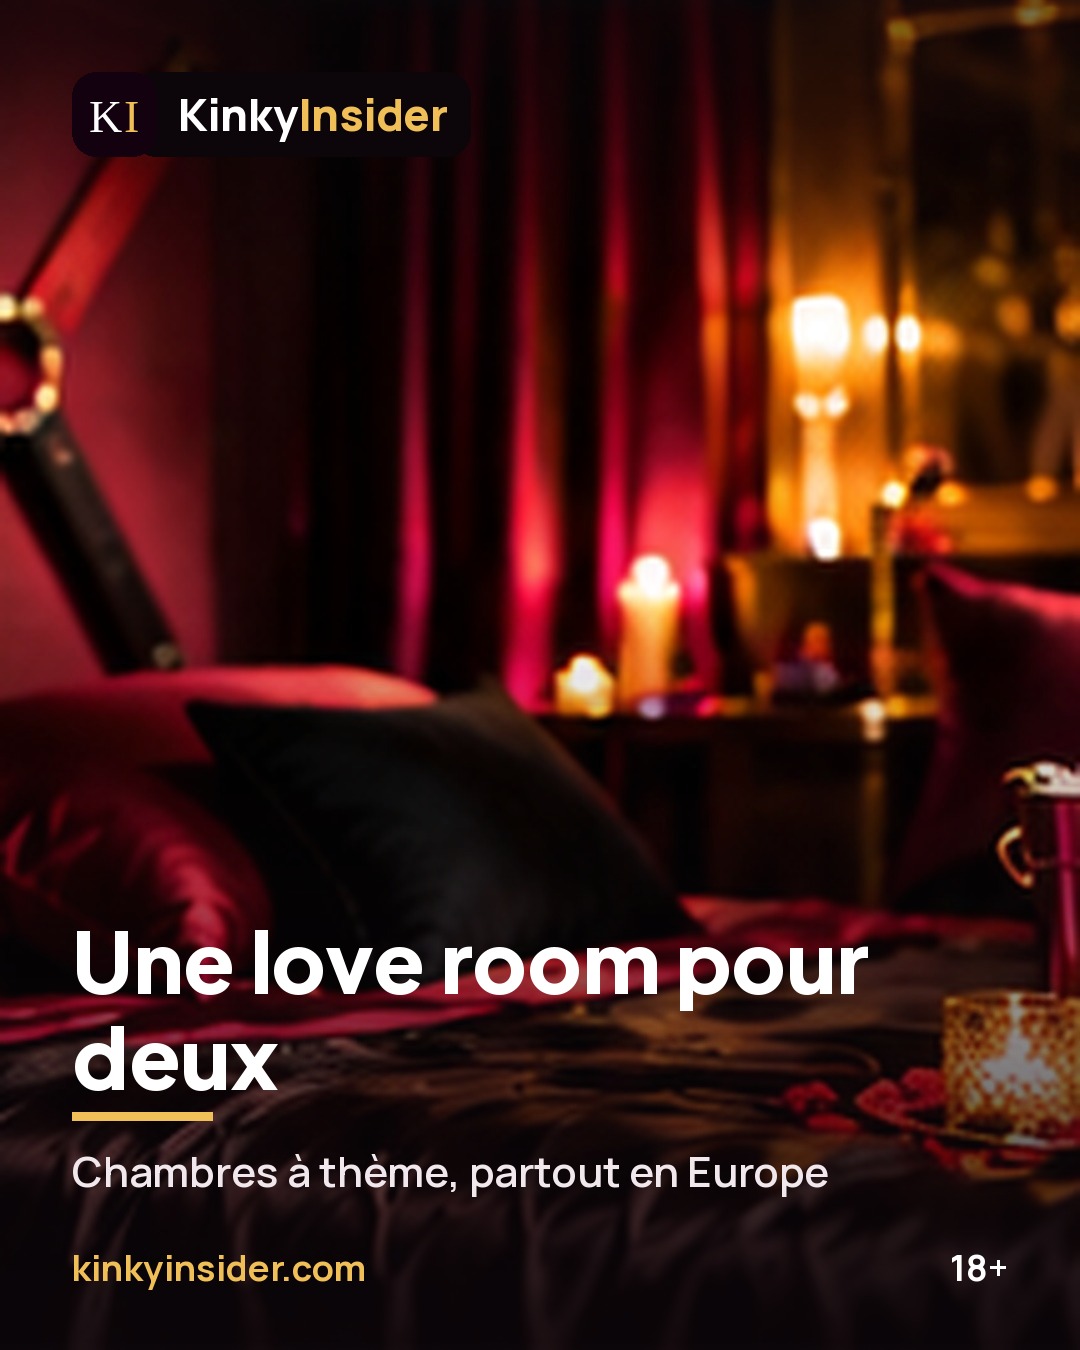 KI KinkyInsider
Une love room pour
deux
Chambres à thème, partout en Europe
kinkyinsider.com 18+